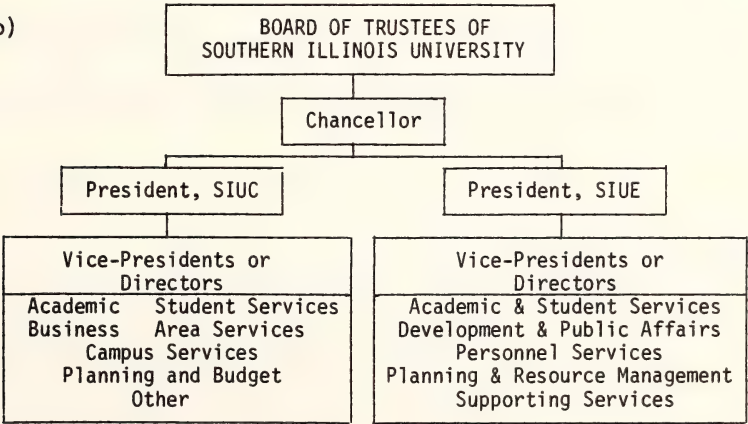 BOARD OF TRUSTEES OF
SOUTHERN ILLINOIS UNIVERSITY
Chancellor
President, SIUC
President, SIUE
Vice-Presidents or
Directors
Academic Student Services
Business Area Services
Campus Services
Planning and Budget
Other
Vice-Presidents or
Directors
Academic & Student Services
Development & Public Affairs
Personnel Services
Planning & Resource Management
Supporting Services